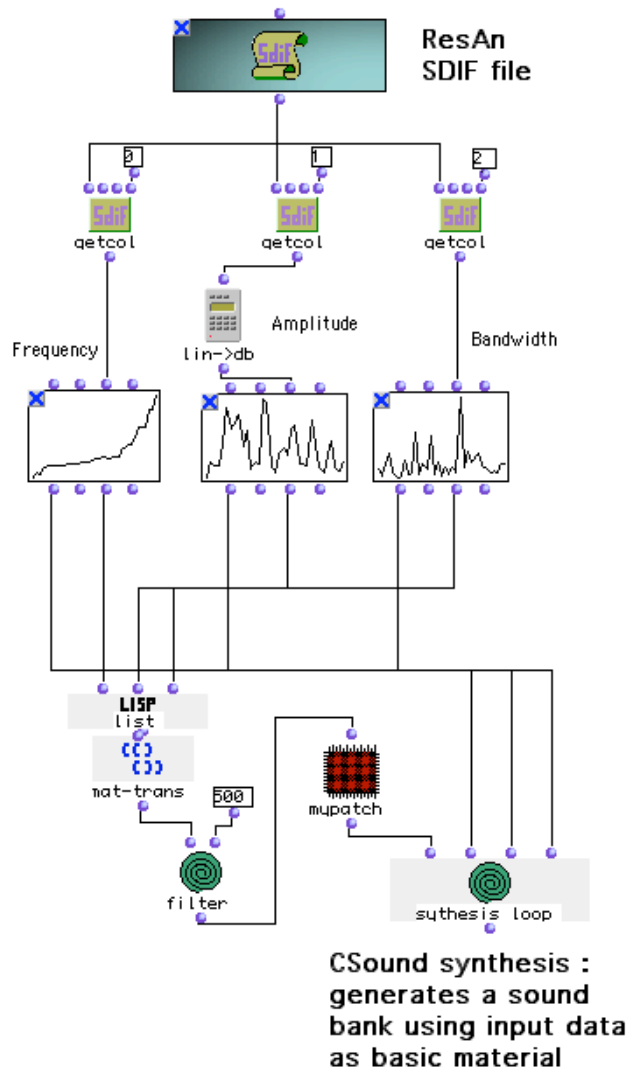 Sdif
ResAn
SDIF file
0
1
2
Sdif
Sdif
Sdif
getcol
getcol
getcol
Frequency
lin->db
Amplitude
Bandwidth
LISP
list
(()
())
mat-trans
500
mypatch
filter
sythesis loop
CSound synthesis :
generates a sound
bank using input data
as basic material